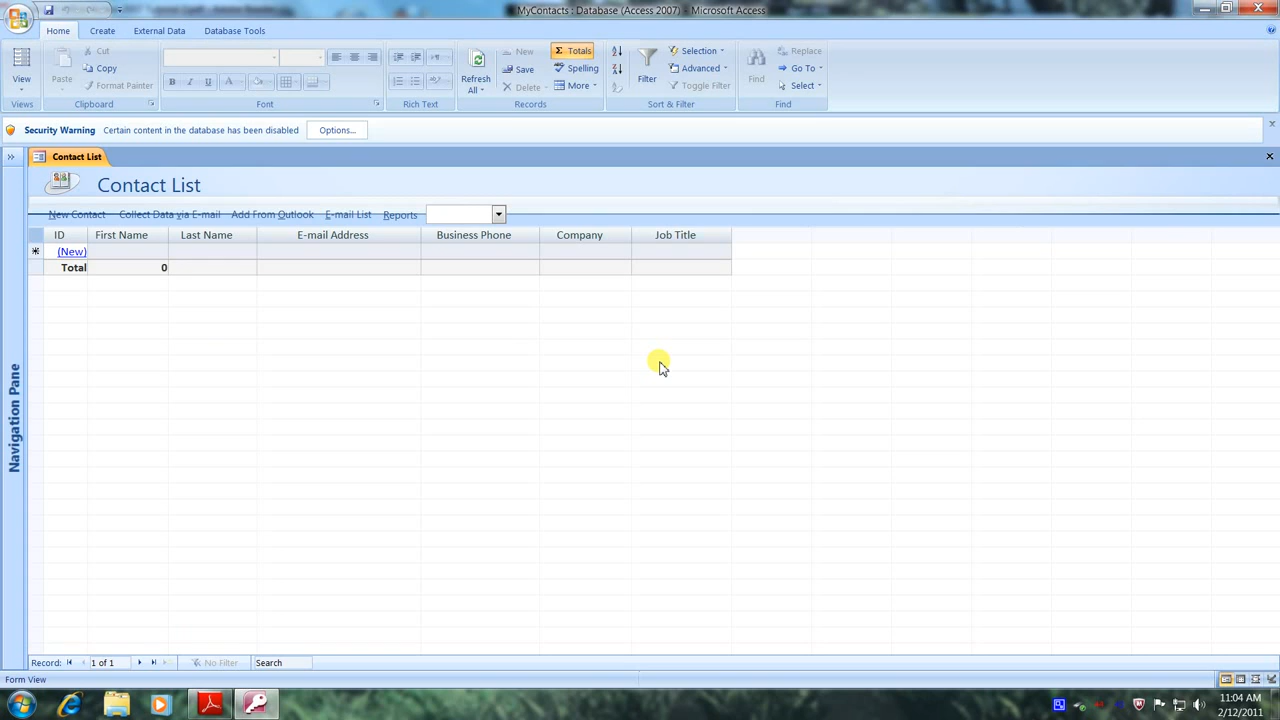 MyContacts : Database (Access 2007) - Microsoft Access
Home Create External Data Database Tools
View
Views
Paste
Cut
Copy
Format Painter
Clipboard
Font
Rich Text
Refresh All
New
Save
Delete
Totals
Spelling
More
Records
Filter
Selection
Advanced
Toggle Filter
Sort & Filter
Find
Replace
Go To
Select
Find
Security Warning Certain content in the database has been disabled Options...
Contact List
Contact List
New Contact Collect Data via E-mail Add From Outlook E-mail List Reports
ID First Name Last Name E-mail Address Business Phone Company Job Title
(New)
Total 0
Navigation Pane
Record: 1 of 1 No Filter Search
Form View
11:04 AM
2/12/2011